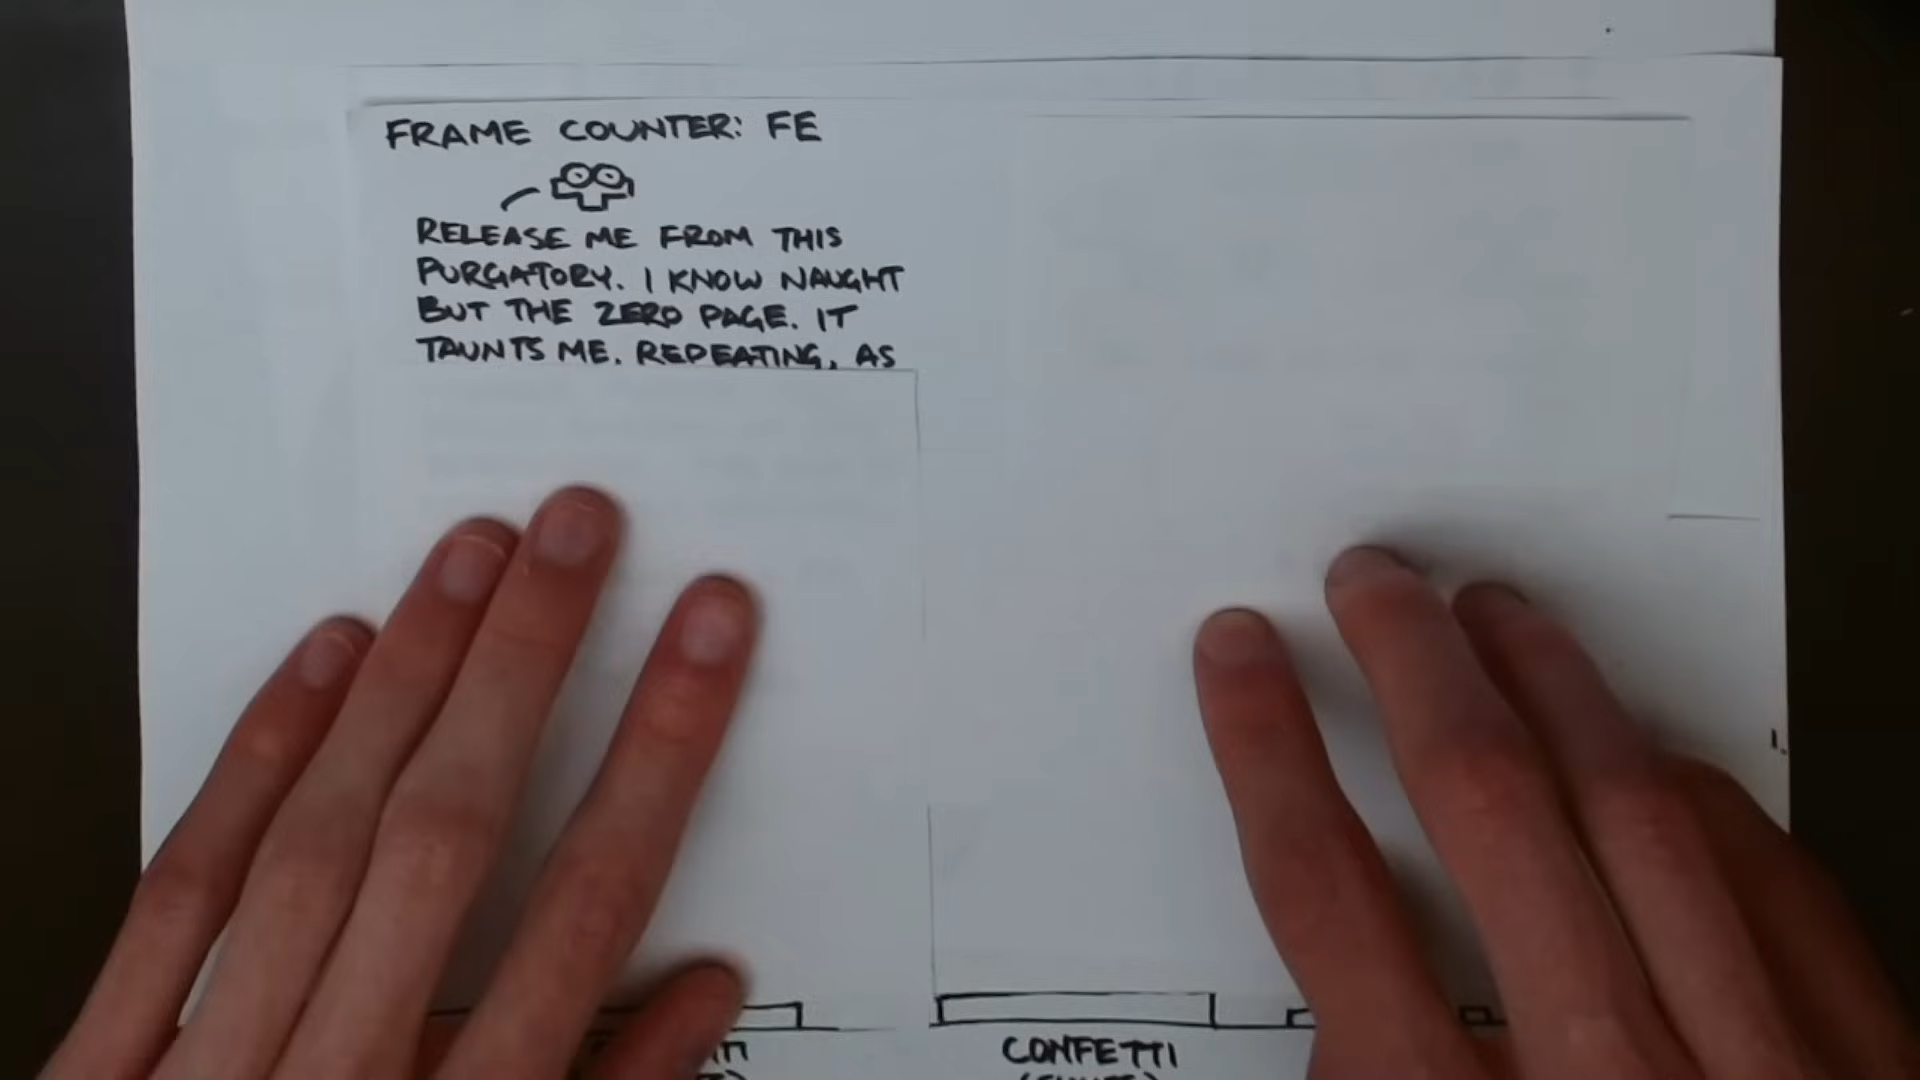 FRAME COUNTER: FE
RELEASE ME FROM THIS
PURGATORY. I KNOW NAUGHT
BUT THE ZERO PAGE. IT
TAUNTS ME. REPEATING, AS
1.
CONFETTI